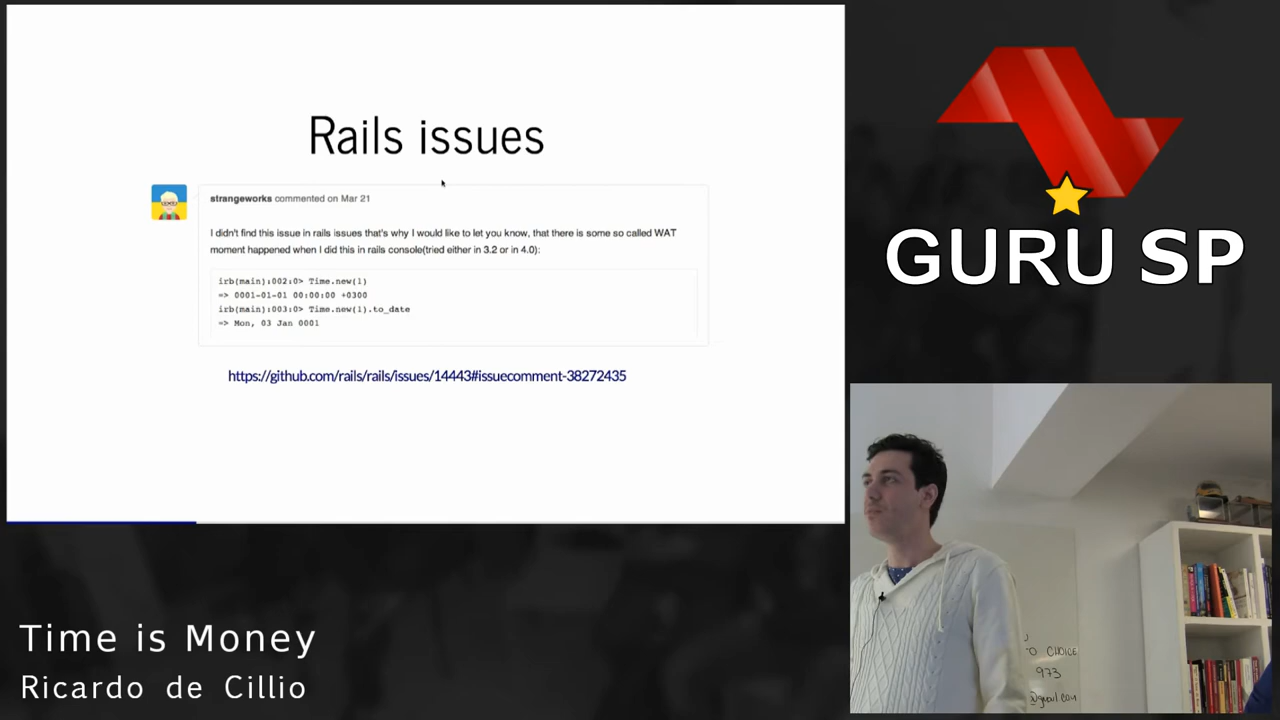 Rails issues
strangeworks commented on Mar 21
I didn't find this issue in rails issues that's why I would like to let you know, that there is some so called WAT
moment happened when I did this in rails console(tried either in 3.2 or in 4.0):
irb(main):002:0> Time.new(1)
=> 0001-01-01 00:00:00 +0300
irb(main):003:0> Time.new(1).to_date
=> Mon, 03 Jan 0001
https://github.com/rails/rails/issues/14443#issuecomment-38272435
GURU SP
CHOICE
973
Time is Money
Ricardo de Cillio